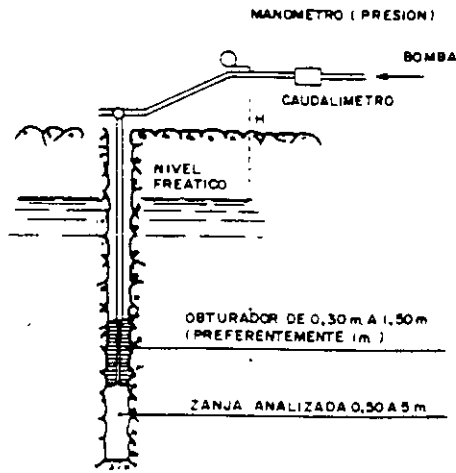 MANOMETRO ( PRESION )
BOMBA
CAUDALIMETRO
H
NIVEL
FREATICO
OBTURADOR DE 0,30 m A 1,50 m
(PREFERENTEMENTE 1m )
ZANJA ANALIZADA 0,50 A 5 m